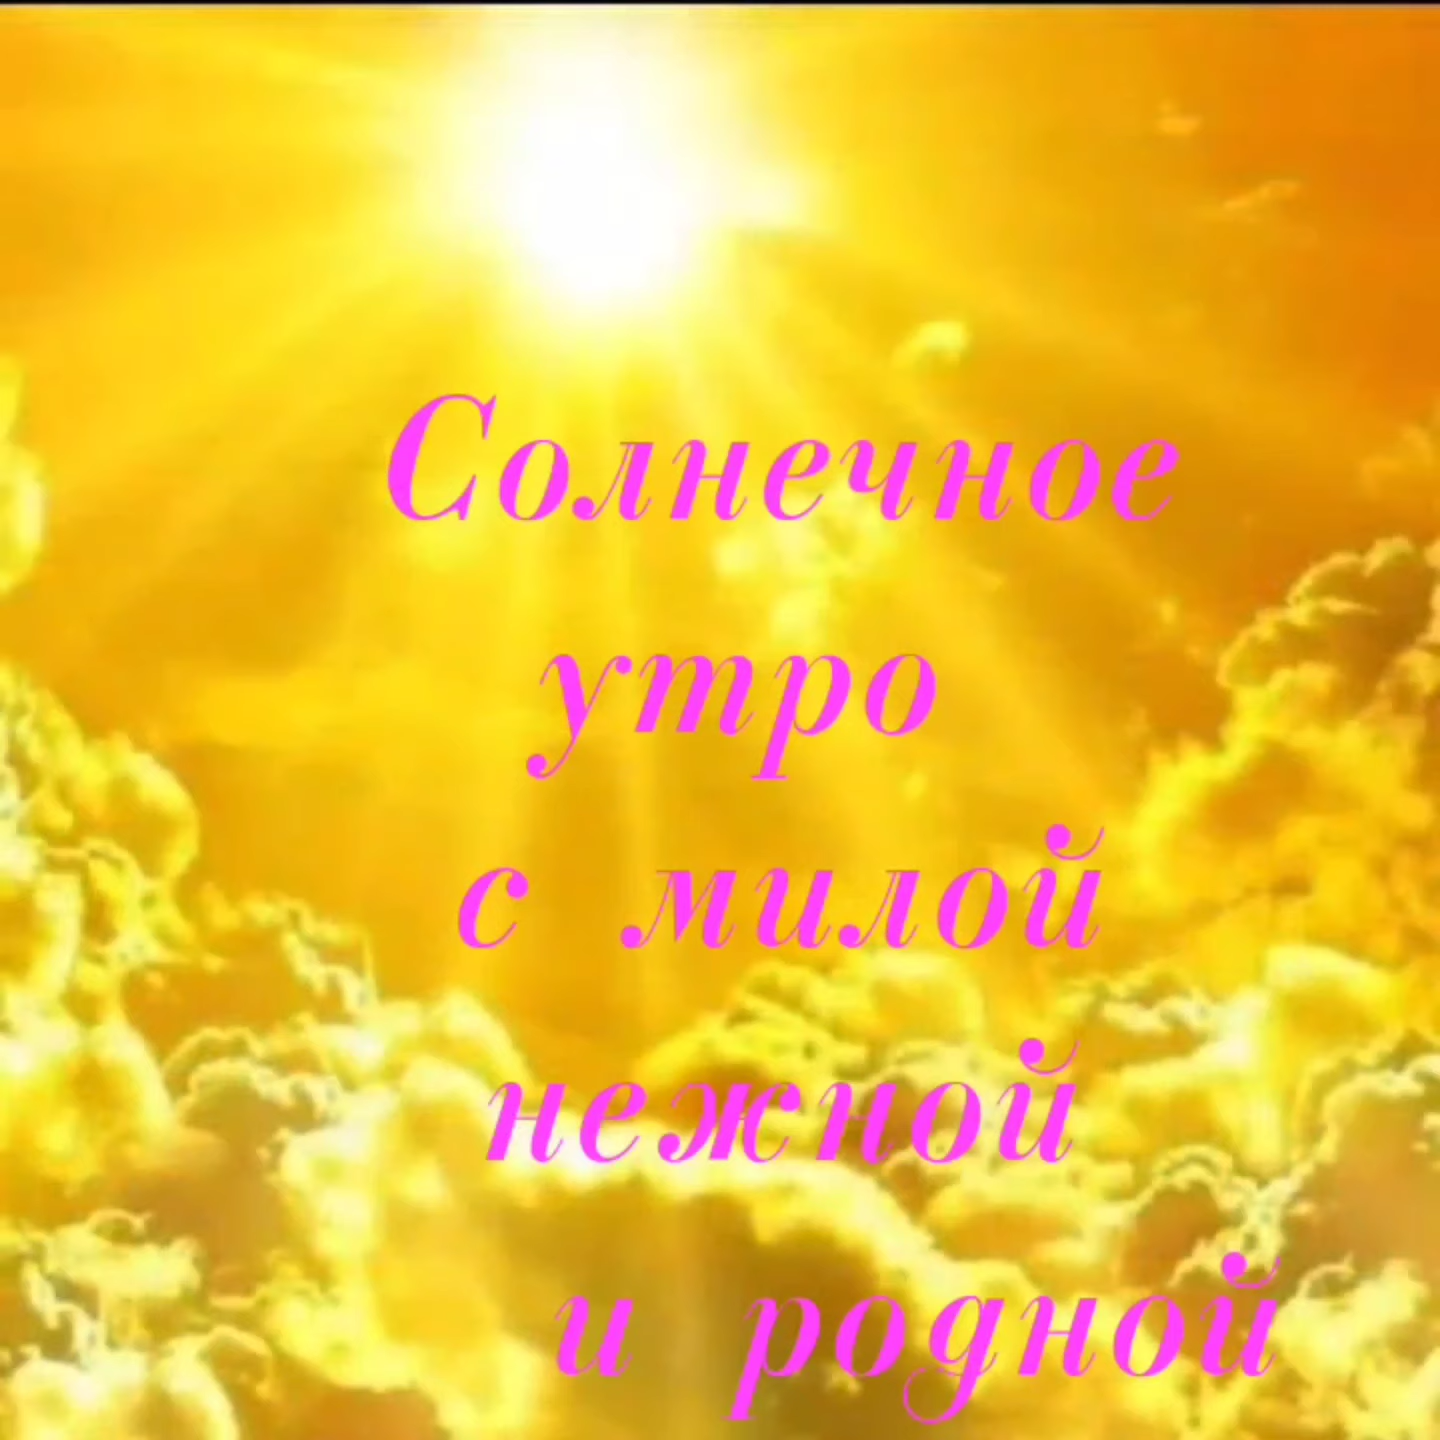 Солнечное
утро
с милой
нежной
и родной